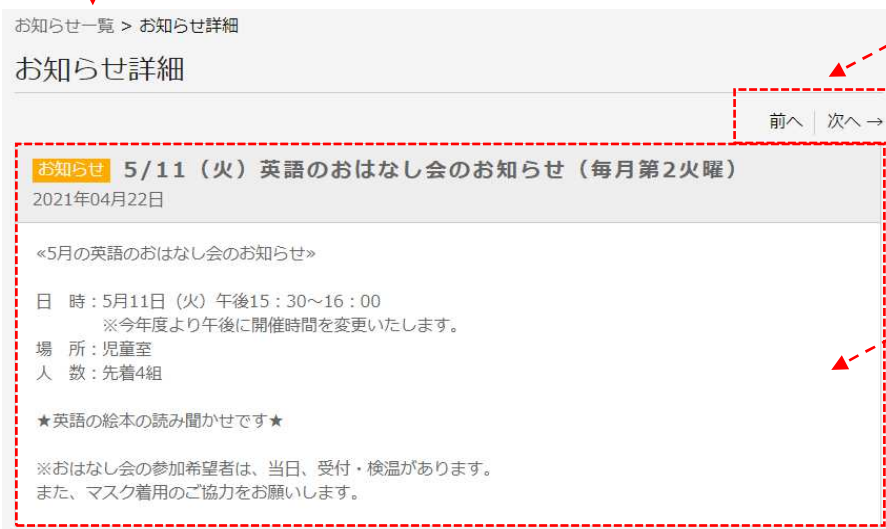 お知らせ一覧 > お知らせ詳細
お知らせ詳細
前へ 次へ →
お知らせ 5/11（火）英語のおはなし会のお知らせ（毎月第2火曜）
2021年04月22日
«5月の英語のおはなし会のお知らせ»
日　時：5月11日（火）午後15：30～16：00
※今年度より午後に開催時間を変更いたします。
場　所：児童室
人　数：先着4組
★英語の絵本の読み聞かせです★
※おはなし会の参加希望者は、当日、受付・検温があります。
また、マスク着用のご協力をお願いします。